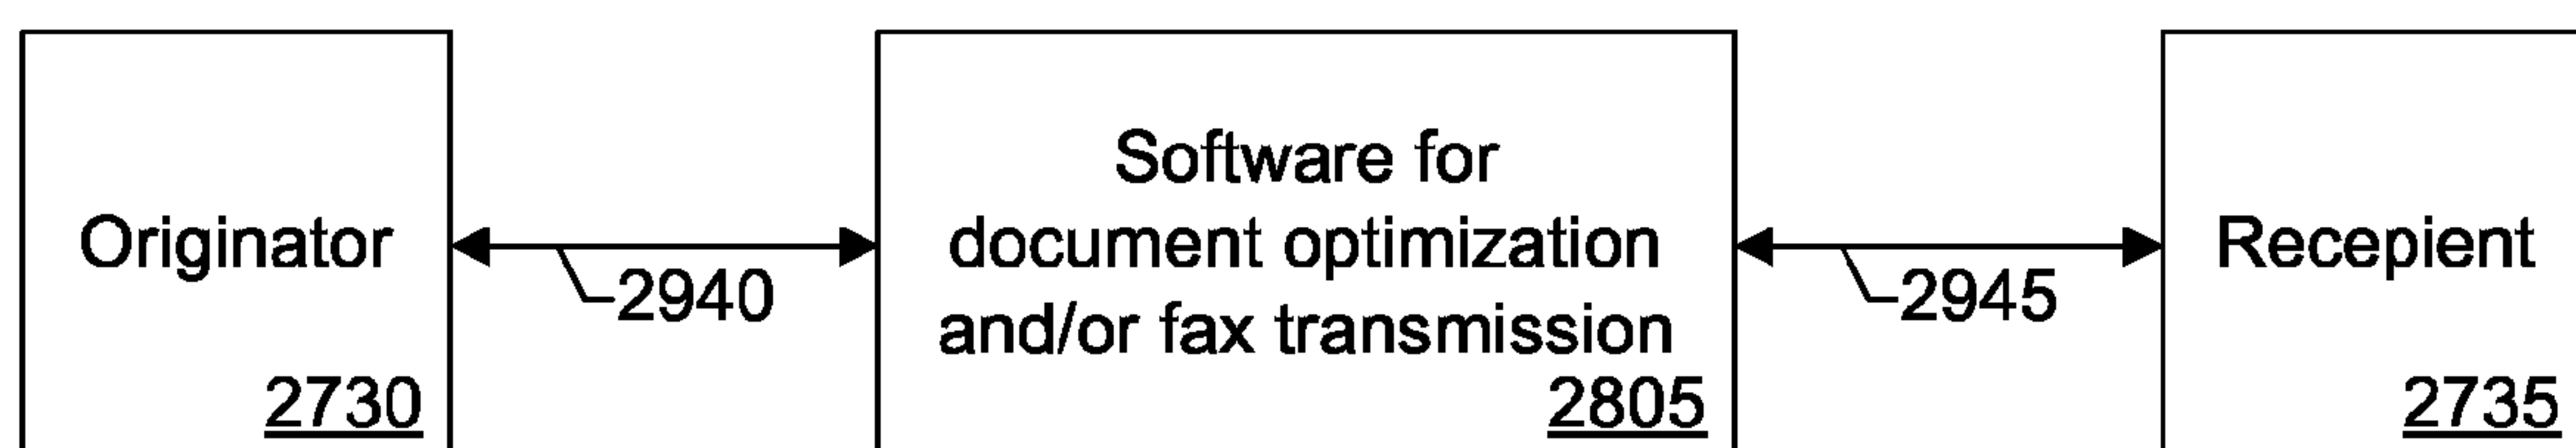 Originator
2730
2940
Software for
document optimization
and/or fax transmission
2805
2945
Recepient
2735